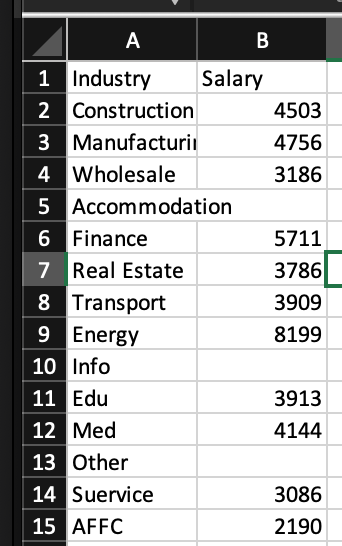 A B
1 Industry Salary
2 Construction 4503
3 Manufacturi 4756
4 Wholesale 3186
5 Accommodation
6 Finance 5711
7 Real Estate 3786
8 Transport 3909
9 Energy 8199
10 Info
11 Edu 3913
12 Med 4144
13 Other
14 Suervice 3086
15 AFFC 2190